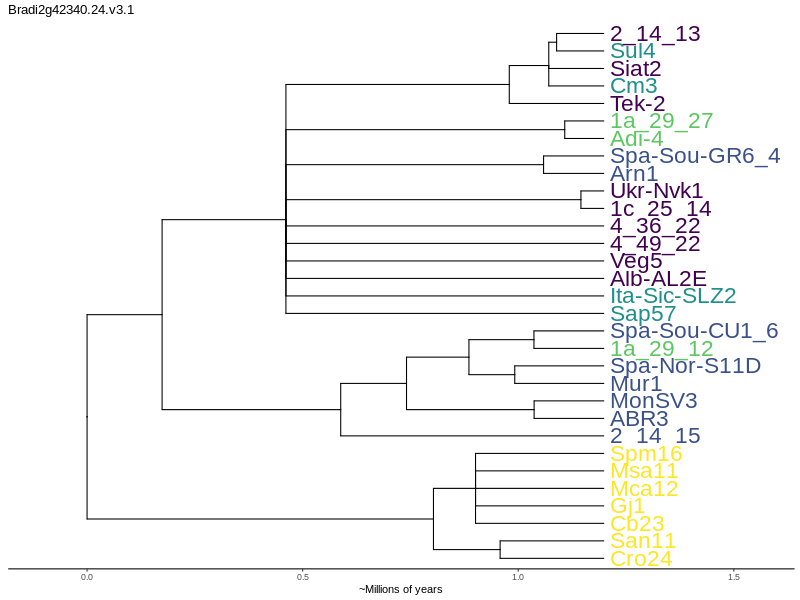 Bradi2g42340.24.v3.1
2_14_13
Sul4
Siat2
Cm3
Tek-2
1a_29_27
Adi-4
Spa-Sou-GR6_4
Arn1
Ukr-Nvk1
1c_25_14
4_36_22
4_49_22
Veg5
Alb-AL2E
Ita-Sic-SLZ2
Sap57
Spa-Sou-CU1_6
1a_29_12
Spa-Nor-S11D
Mur1
MonSV3
ABR3
2_14_15
Spm16
Msa11
Mca12
Gj1
Cb23
San11
Cro24
0.0 0.5 1.0 1.5
~Millions of years